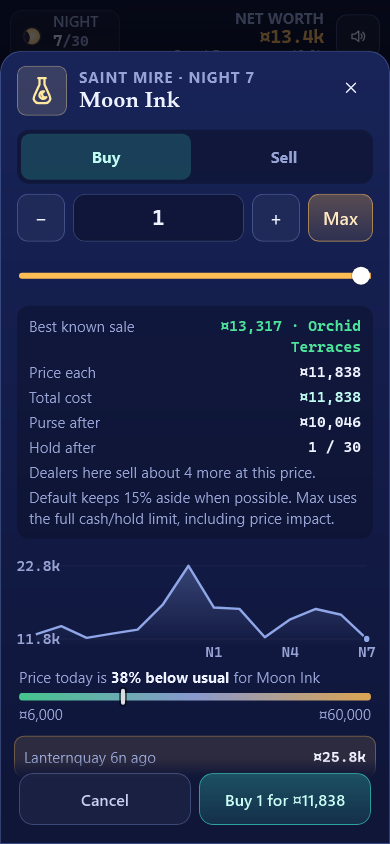 NIGHT
7/30
NET WORTH
¤13.4k
SAINT MIRE · NIGHT 7
Moon Ink
×
Buy
Sell
−
1
+
Max
Best known sale
¤13,317 · Orchid
Terraces
Price each
¤11,838
Total cost
¤11,838
Purse after
¤10,046
Hold after
1 / 30
Dealers here sell about 4 more at this price.
Default keeps 15% aside when possible. Max uses
the full cash/hold limit, including price impact.
22.8k
11.8k
N1
N4
N7
Price today is 38% below usual for Moon Ink
¤6,000
¤60,000
Lanternquay 6n ago
¤25.8k
Cancel
Buy 1 for ¤11,838